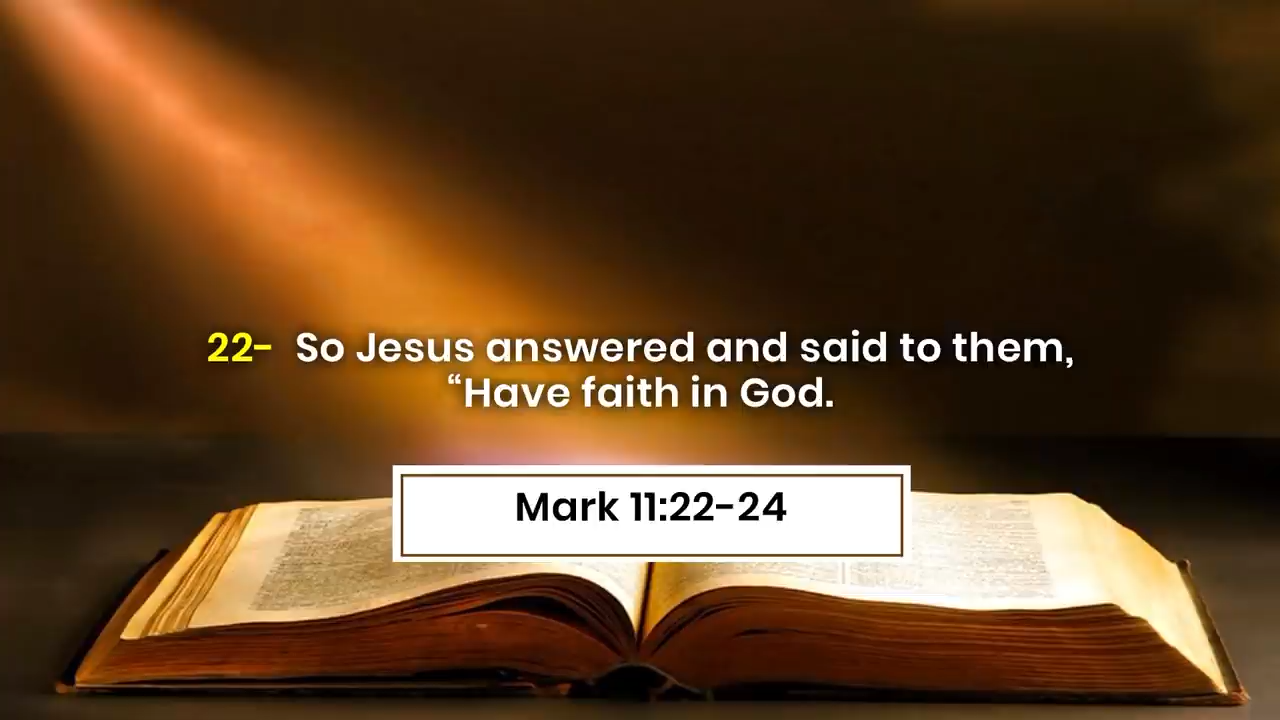 22- So Jesus answered and said to them,
“Have faith in God.
Mark 11:22-24